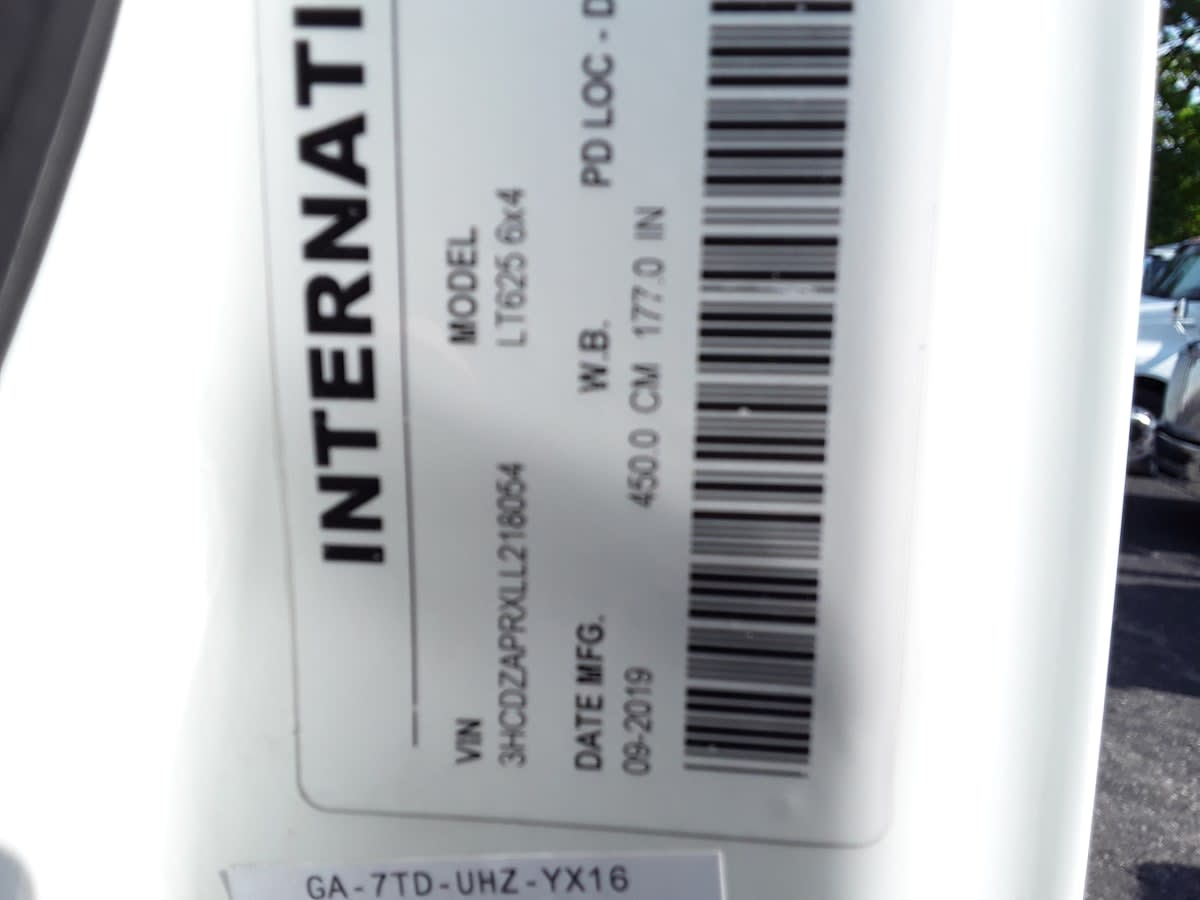 INTERNATI
VIN MODEL
3HCDZAPRXLL218054 LT625 6x4
DATE MFG. W.B. PD LOC - D
09-2019 450.0 CM 177.0 IN
GA-7TD-UHZ-YX16